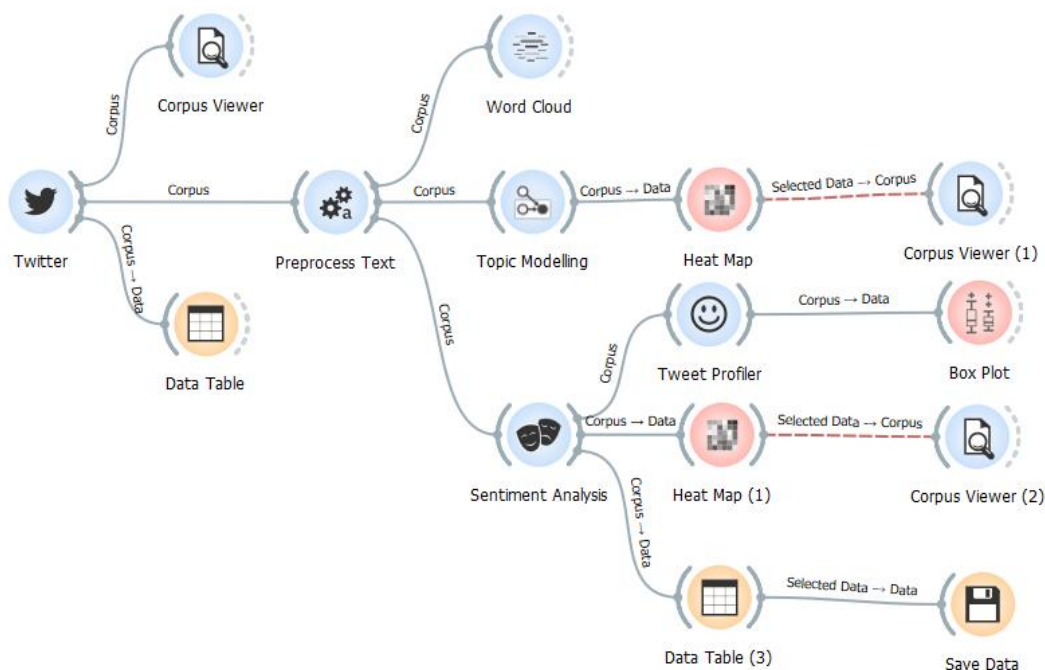 Corpus
Corpus Viewer
Corpus
Word Cloud
Twitter
Corpus
Preprocess Text
Corpus
Topic Modelling
Corpus → Data
Heat Map
Selected Data → Corpus
Corpus Viewer (1)
Corpus → Data
Data Table
Corpus
Sentiment Analysis
Corpus
Tweet Profiler
Corpus → Data
Box Plot
Corpus → Data
Heat Map (1)
Selected Data → Corpus
Corpus Viewer (2)
Corpus → Data
Data Table (3)
Selected Data → Data
Save Data
a